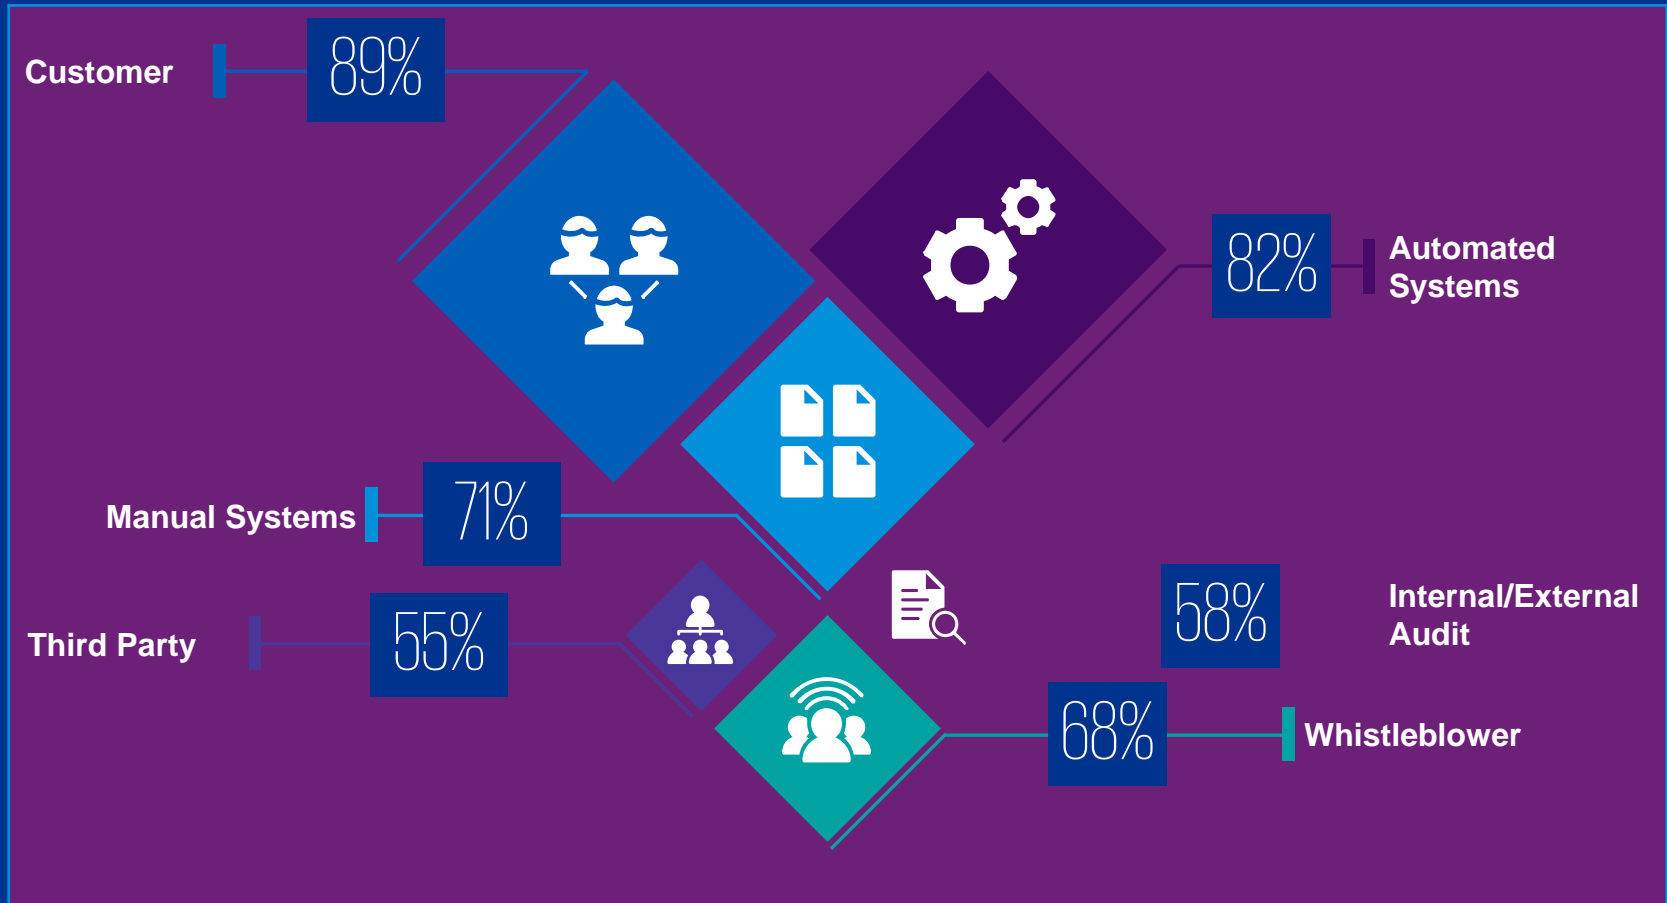 Customer
89%
82%
Automated
Systems
Manual Systems
71%
Third Party
55%
58%
Internal/External
Audit
68%
Whistleblower